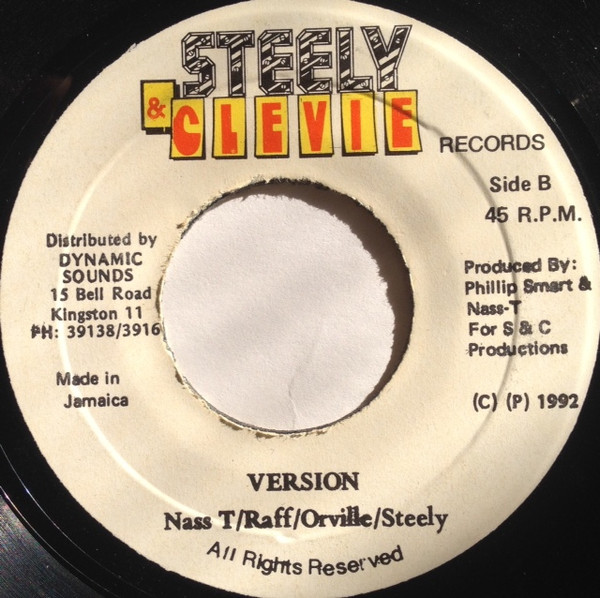 STEELY
& CLEVIE
RECORDS
Side B
45 R.P.M.
Distributed by
DYNAMIC
SOUNDS
15 Bell Road
Kingston 11
PH: 39138/3916
Made in
Jamaica
Produced By:
Phillip Smart &
Nass-T
For S & C
Productions
(C) (P) 1992
VERSION
Nass T/Raff/Orville/Steely
All Rights Reserved